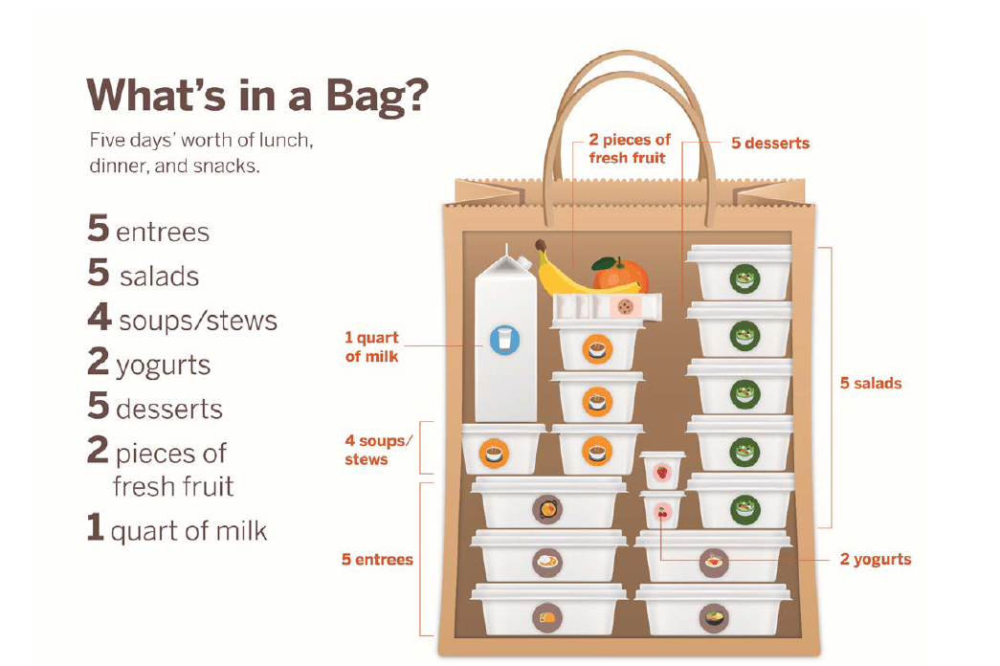 What's in a Bag?
Five days' worth of lunch,
dinner, and snacks.
5 entrees
5 salads
4 soups/stews
2 yogurts
5 desserts
2 pieces of
fresh fruit
1 quart of milk
2 pieces of
fresh fruit
5 desserts
1 quart
of milk
5 salads
4 soups/
stews
5 entrees
2 yogurts